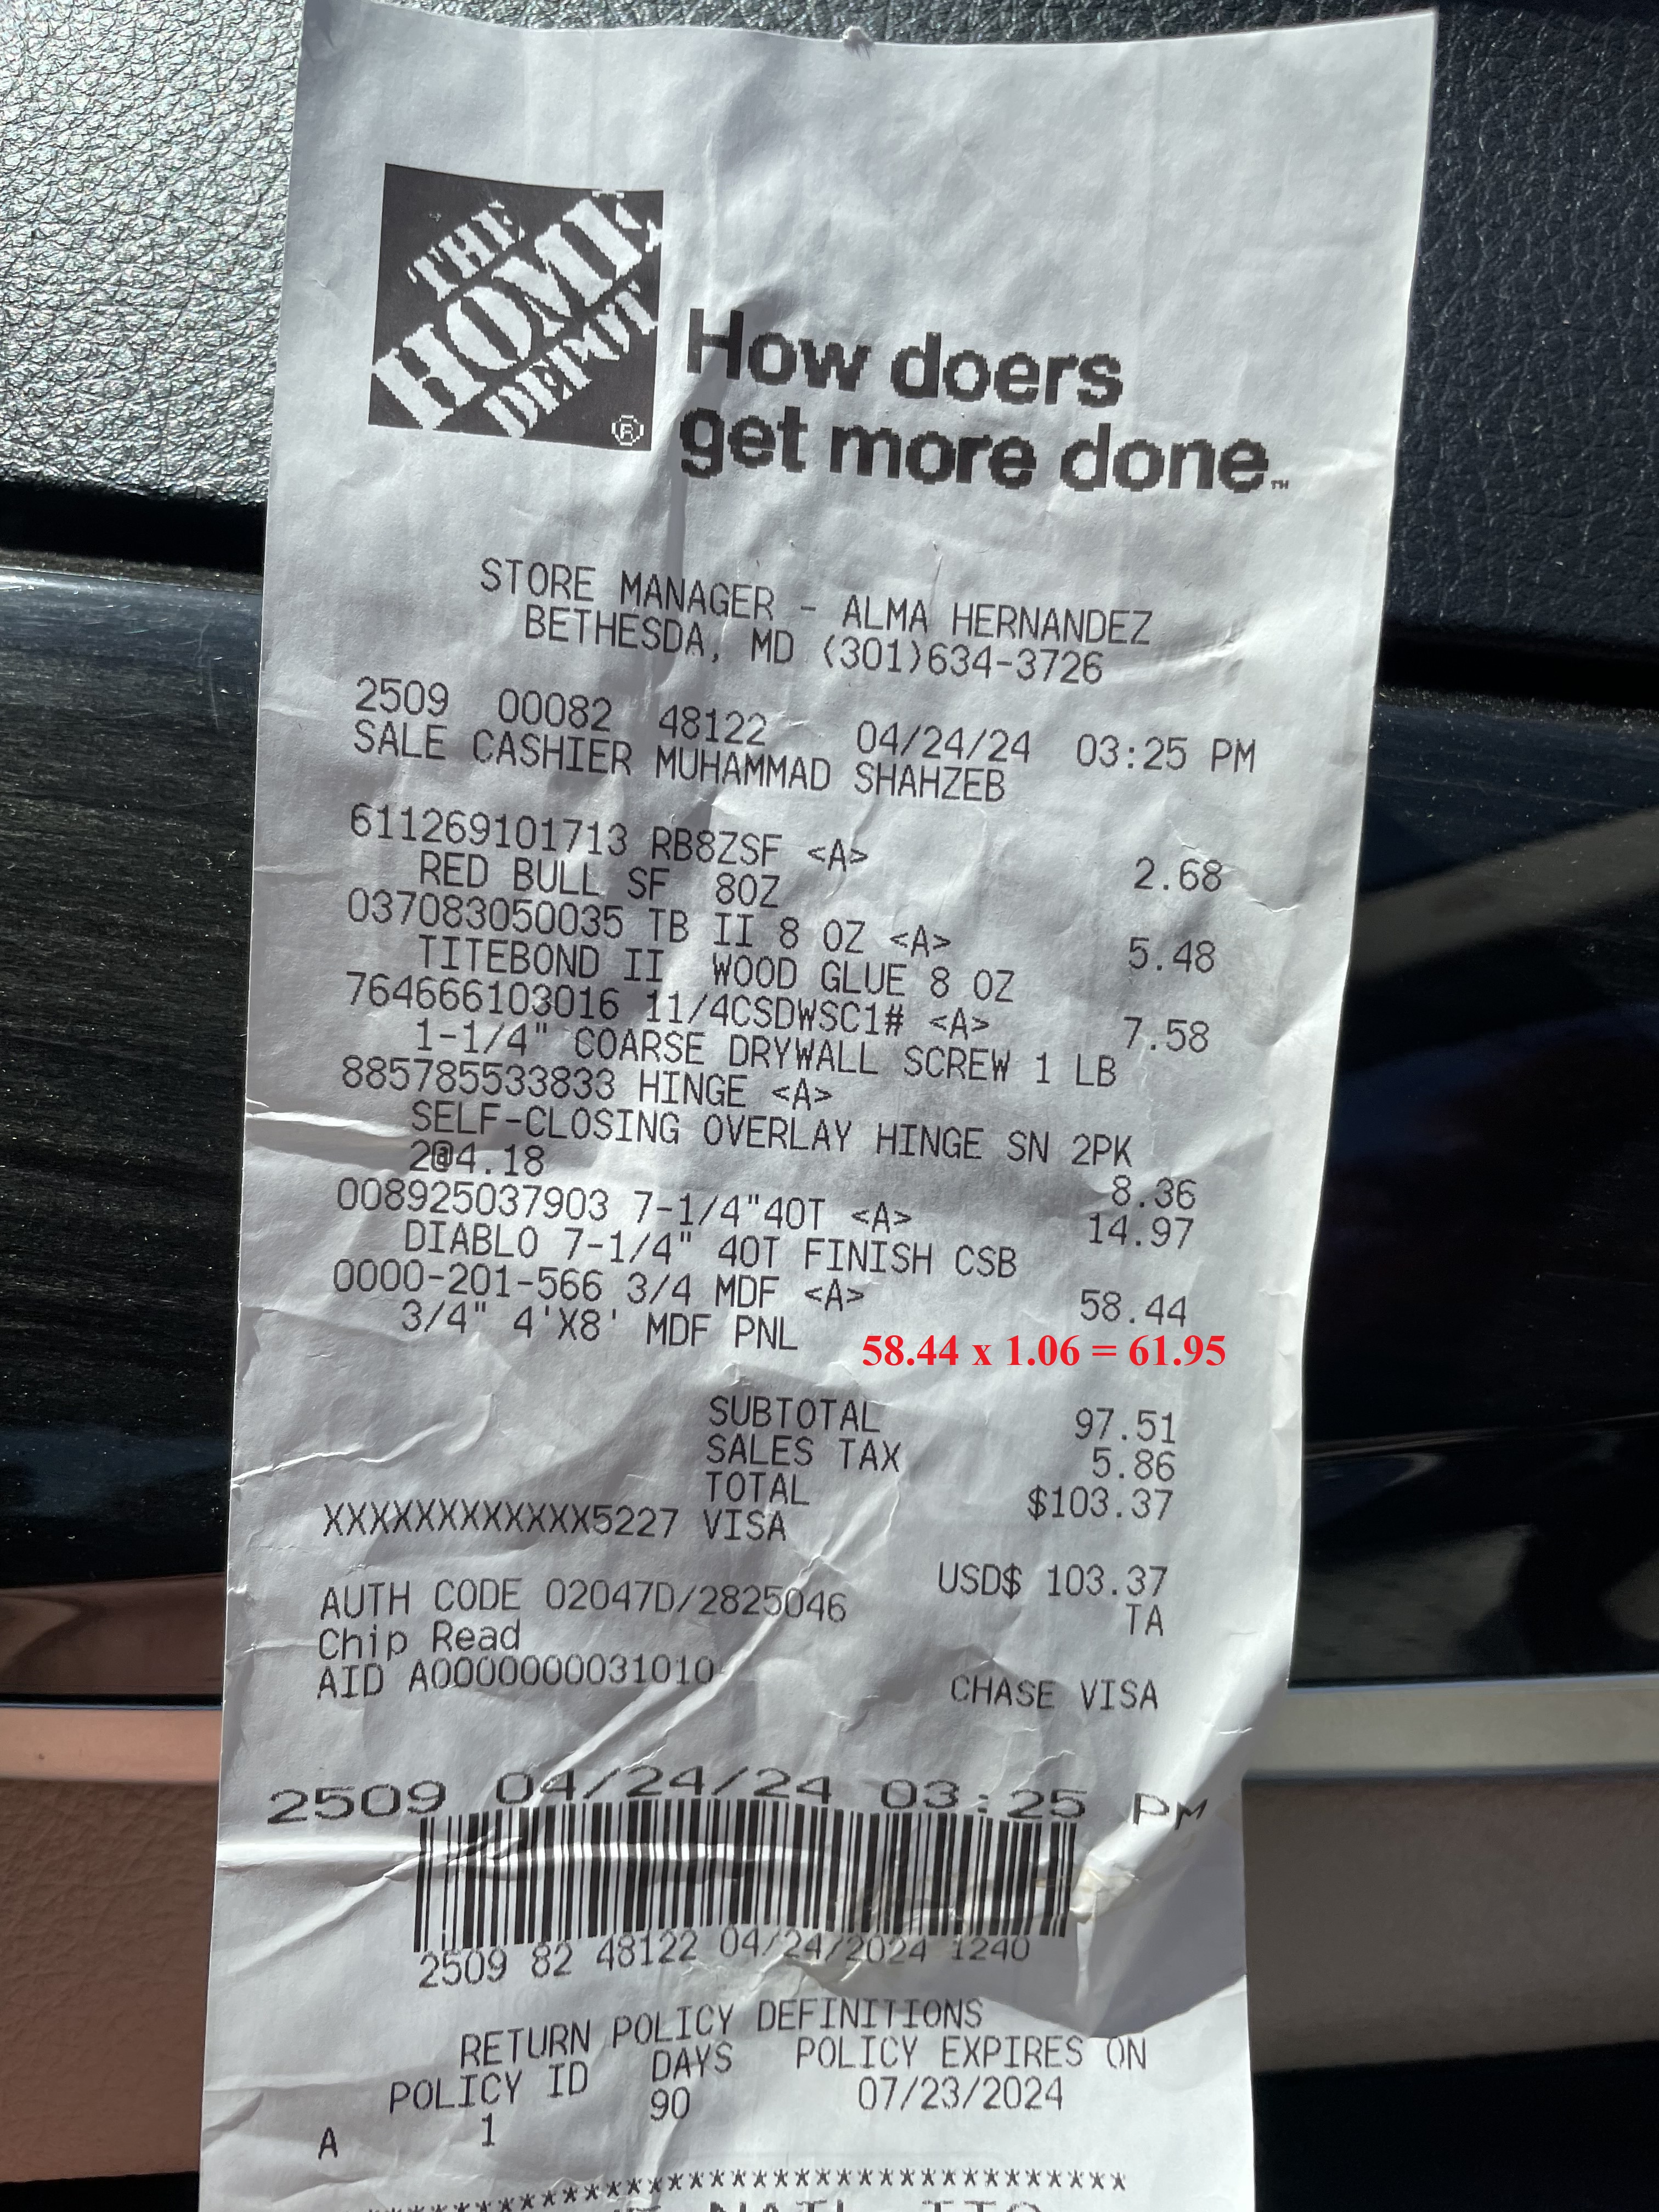 THE
HOME
DEPOT
®
How doers
get more done™
STORE MANAGER - ALMA HERNANDEZ
BETHESDA, MD (301)634-3726
2509 00082 48122 04/24/24 03:25 PM
SALE CASHIER MUHAMMAD SHAHZEB
611269101713 RB8ZSF <A> 2.68
RED BULL SF 8OZ
037083050035 TB II 8 OZ <A> 5.48
TITEBOND II WOOD GLUE 8 OZ
764666103016 11/4CSDWSC1# <A> 7.58
1-1/4" COARSE DRYWALL SCREW 1 LB
885785533833 HINGE <A>
SELF-CLOSING OVERLAY HINGE SN 2PK
2@4.18 8.36
008925037903 7-1/4"40T <A> 14.97
DIABLO 7-1/4" 40T FINISH CSB
0000-201-566 3/4 MDF <A> 58.44
3/4" 4'X8' MDF PNL
58.44 x 1.06 = 61.95
SUBTOTAL 97.51
SALES TAX 5.86
TOTAL $103.37
XXXXXXXXXXXX5227 VISA
USD$ 103.37
AUTH CODE 02047D/2825046 TA
Chip Read
AID A0000000031010 CHASE VISA
2509 04/24/24 03:25 PM
2509 82 48122 04/24/2024 1240
RETURN POLICY DEFINITIONS
POLICY ID DAYS POLICY EXPIRES ON
A 1 90 07/23/2024